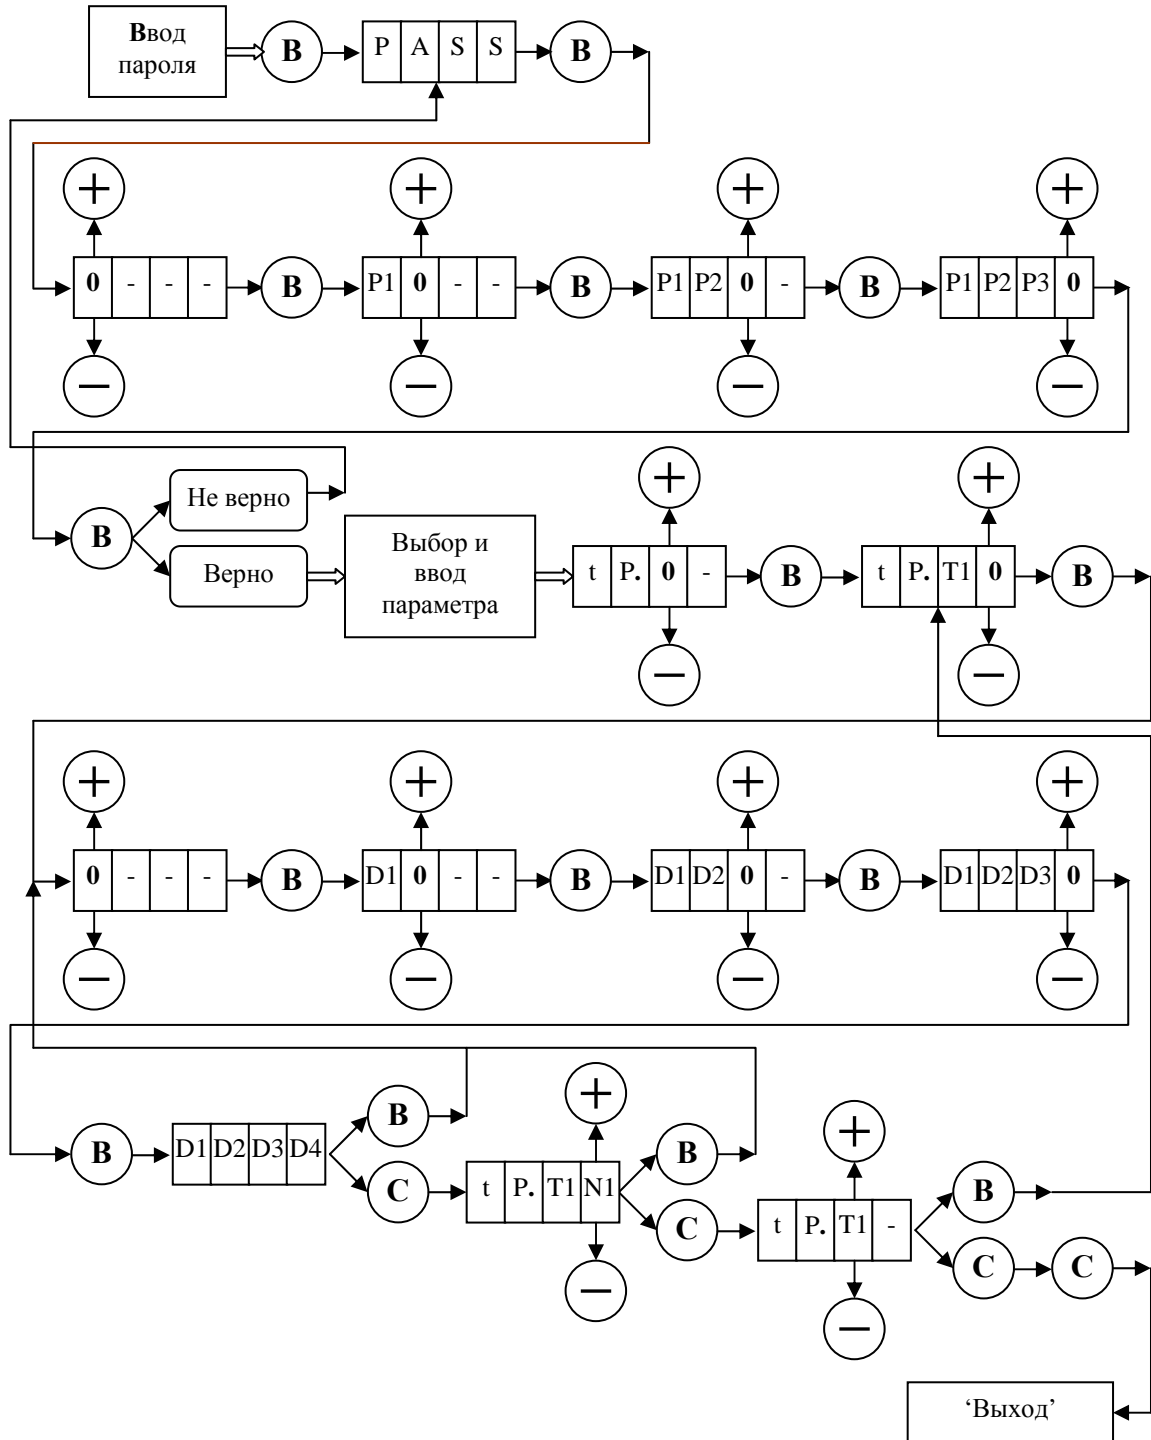 Ввод
пароля
В
P A S S
В
+ + + +
0 - - -
В
P1 0 - -
В
P1 P2 0 -
В
P1 P2 P3 0
— — — —
В
Не верно
Верно
Выбор и
ввод
параметра
+ +
t P. 0 -
В
t P. T1 0
В
— —
+ + + +
0 - - -
В
D1 0 - -
В
D1 D2 0 -
В
D1 D2 D3 0
— — — —
В
D1 D2 D3 D4
В
С
+
t P. T1 N1
—
В
С
+
t P. T1 -
—
В
С
С
‘Выход’